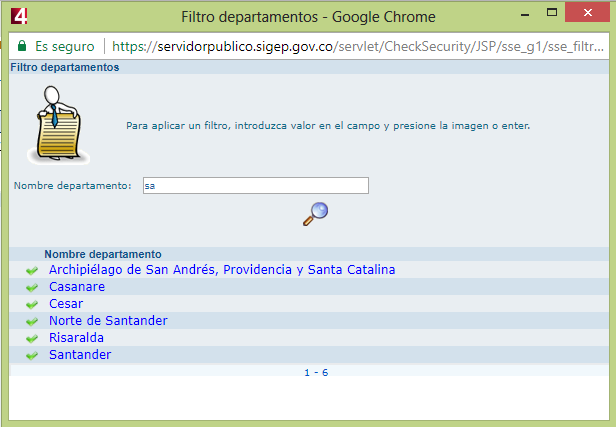 4 Filtro departamentos - Google Chrome
Es seguro https://servidorpublico.sigep.gov.co/servlet/CheckSecurity/JSP/sse_g1/sse_filtr...
Filtro departamentos
Para aplicar un filtro, introduzca valor en el campo y presione la imagen o enter.
Nombre departamento: sa
Nombre departamento
Archipiélago de San Andrés, Providencia y Santa Catalina
Casanare
Cesar
Norte de Santander
Risaralda
Santander
1 - 6